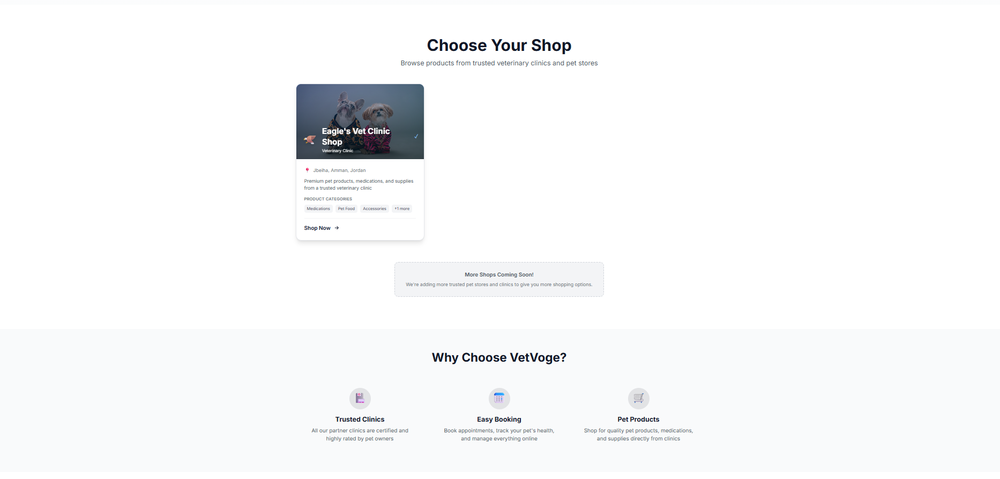 Choose Your Shop
Browse products from trusted veterinary clinics and pet stores
Eagle's Vet Clinic
Shop
Veterinary Clinic
Jbeiha, Amman, Jordan
Premium pet products, medications, and supplies
from a trusted veterinary clinic
PRODUCT CATEGORIES
Medications Pet Food Accessories +1 more
Shop Now →
More Shops Coming Soon!
We're adding more trusted pet stores and clinics to give you more shopping options.
Why Choose VetVoge?
Trusted Clinics
All our partner clinics are certified and
highly rated by pet owners
Easy Booking
Book appointments, track your pet's health,
and manage everything online
Pet Products
Shop for quality pet products, medications,
and supplies directly from clinics